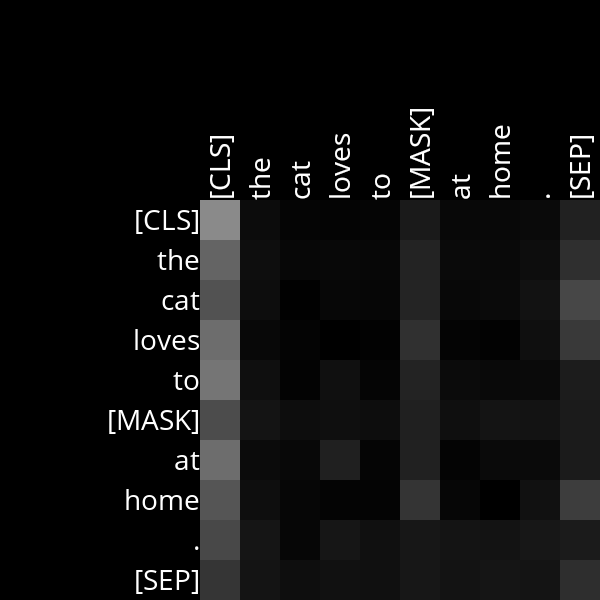 [CLS] the cat loves to [MASK] at home . [SEP]
[CLS]
the
cat
loves
to
[MASK]
at
home
.
[SEP]